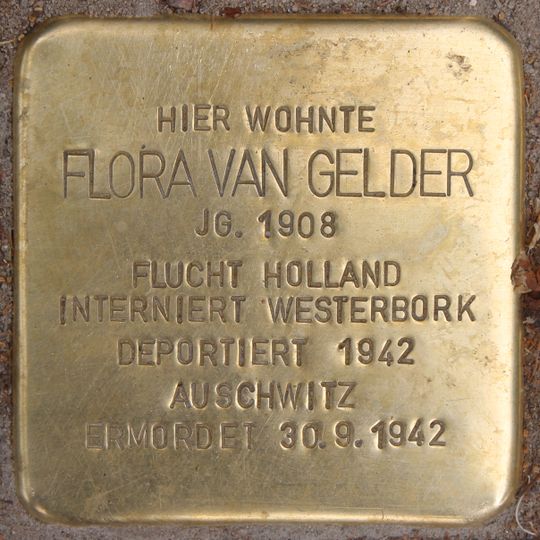 HIER WOHNTE
FLORA VAN GELDER
JG. 1908
FLUCHT HOLLAND
INTERNIERT WESTERBORK
DEPORTIERT 1942
AUSCHWITZ
ERMORDET 30.9.1942